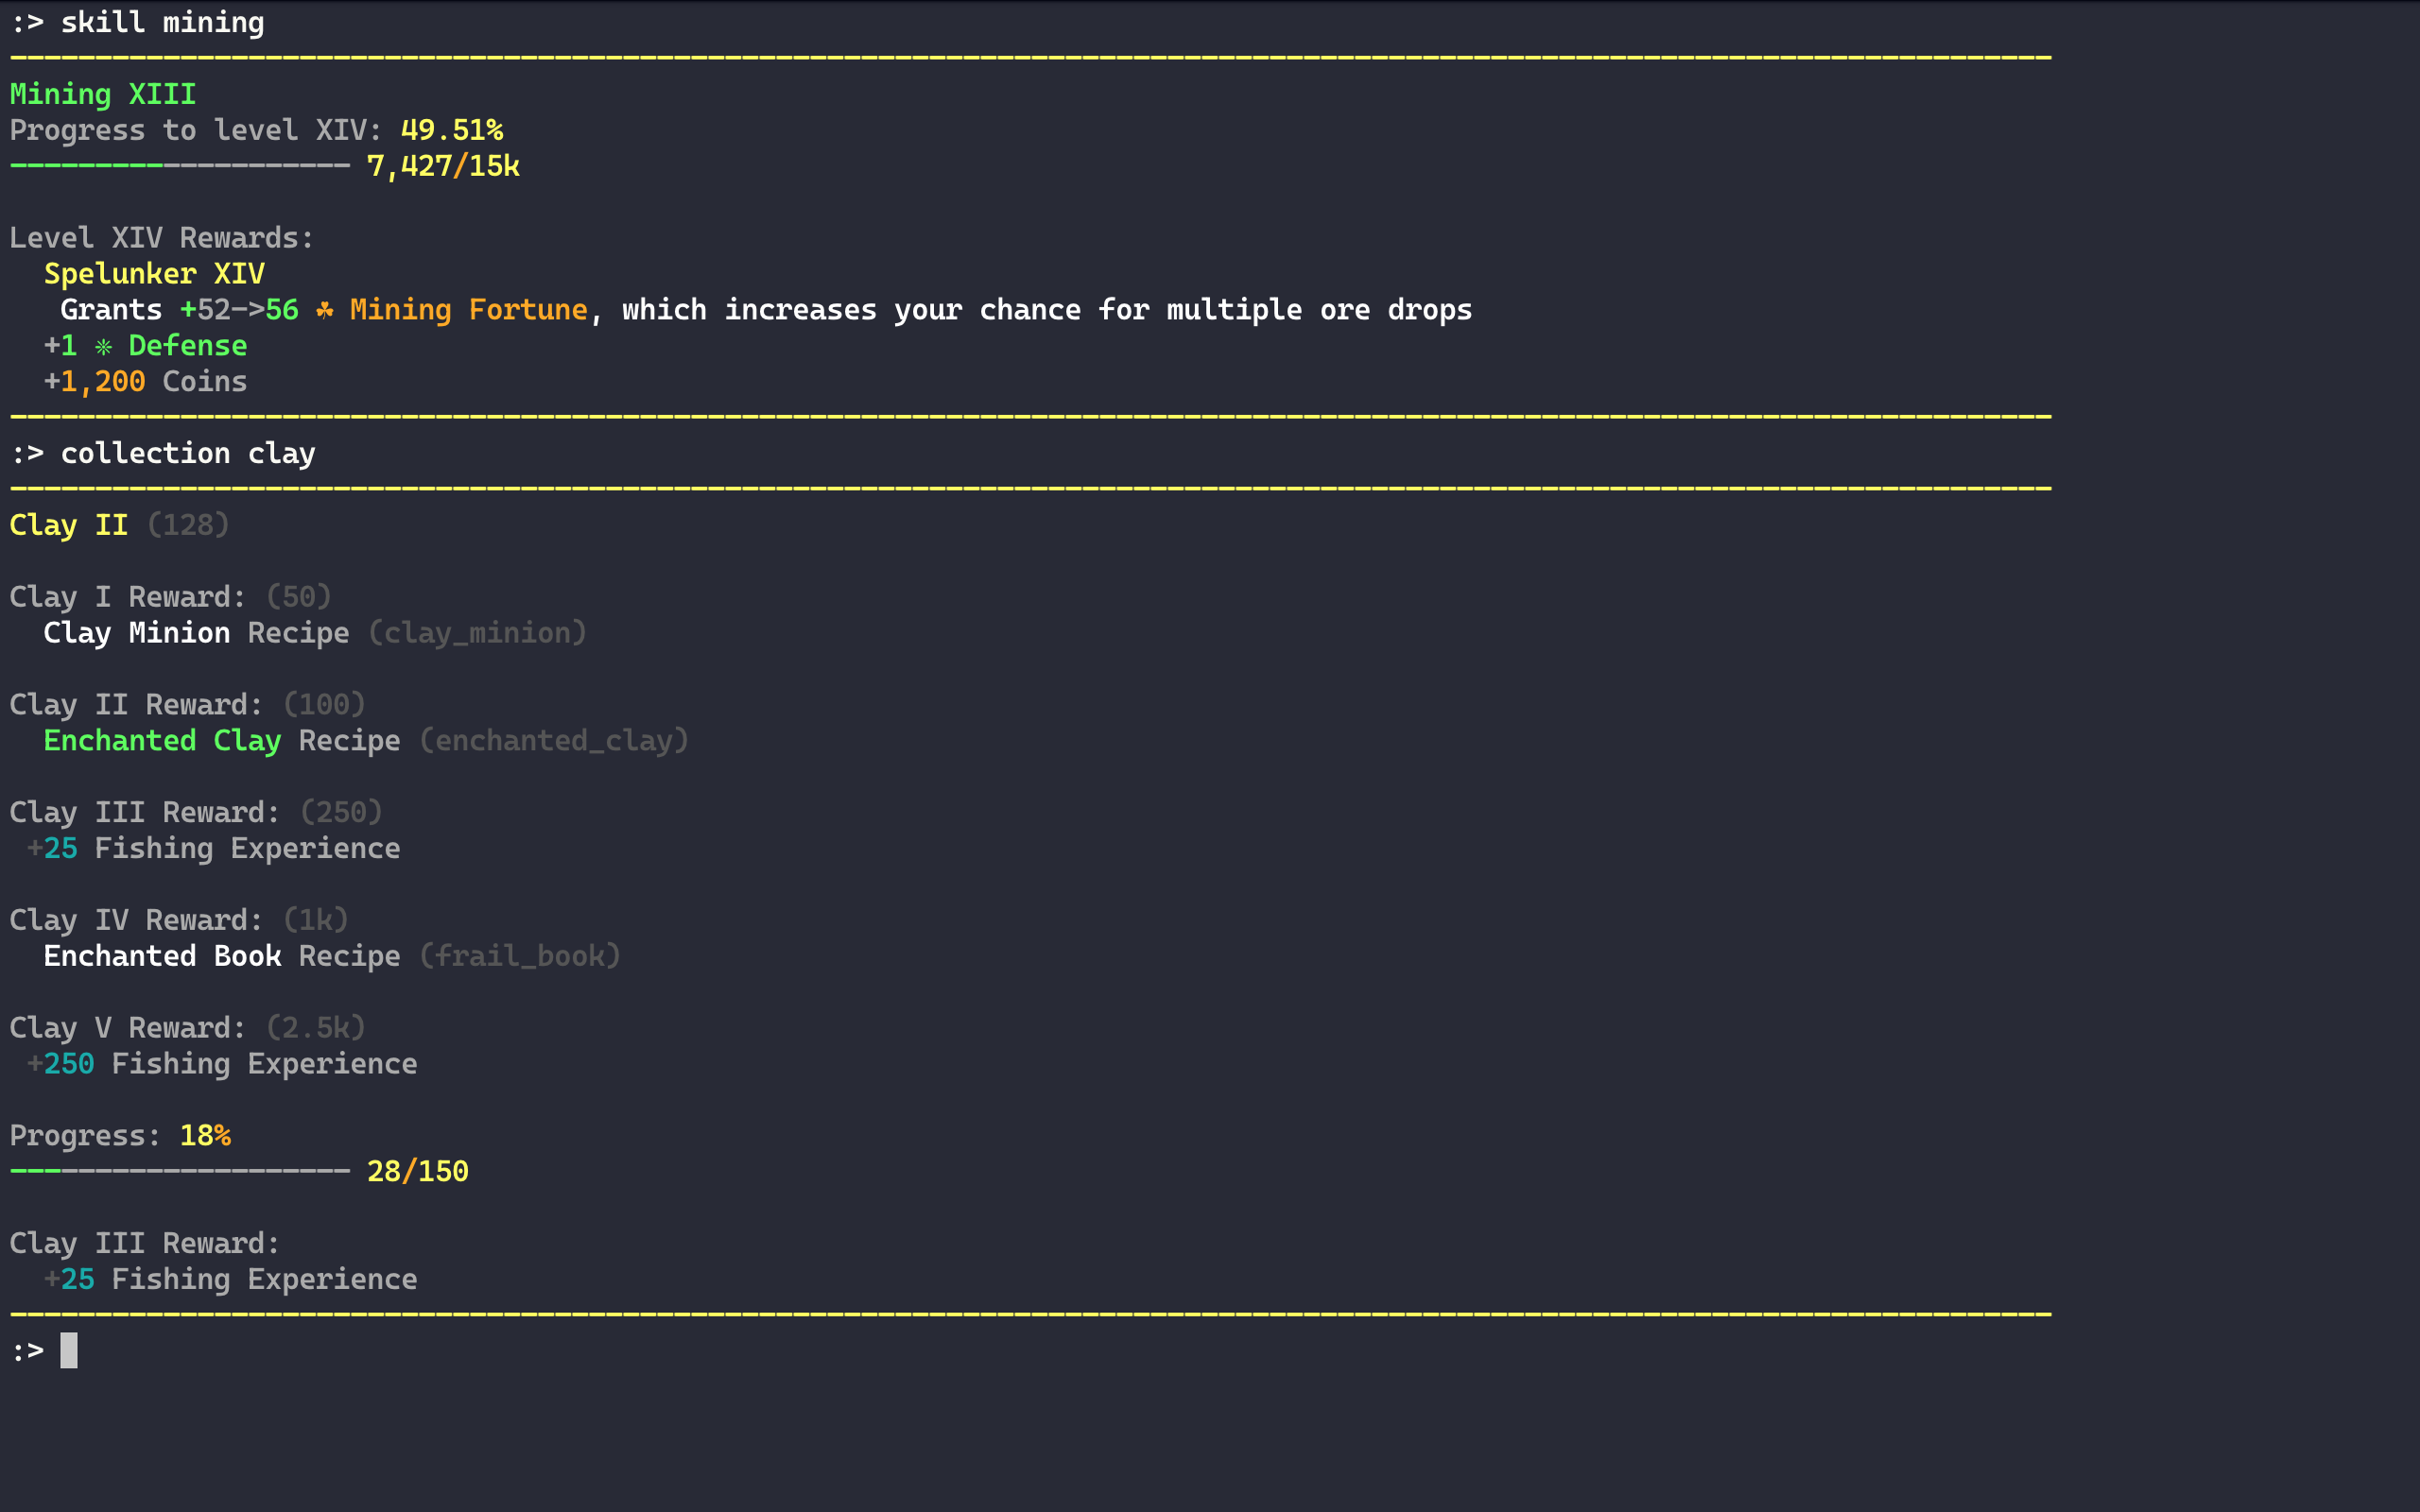 :> skill mining
Mining XIII
Progress to level XIV: 49.51%
-------------------- 7,427/15k
Level XIV Rewards:
Spelunker XIV
Grants +52->56 ☘ Mining Fortune, which increases your chance for multiple ore drops
+1 ❈ Defense
+1,200 Coins
:> collection clay
Clay II (128)
Clay I Reward: (50)
Clay Minion Recipe (clay_minion)
Clay II Reward: (100)
Enchanted Clay Recipe (enchanted_clay)
Clay III Reward: (250)
+25 Fishing Experience
Clay IV Reward: (1k)
Enchanted Book Recipe (frail_book)
Clay V Reward: (2.5k)
+250 Fishing Experience
Progress: 18%
-------------------- 28/150
Clay III Reward:
+25 Fishing Experience
:>